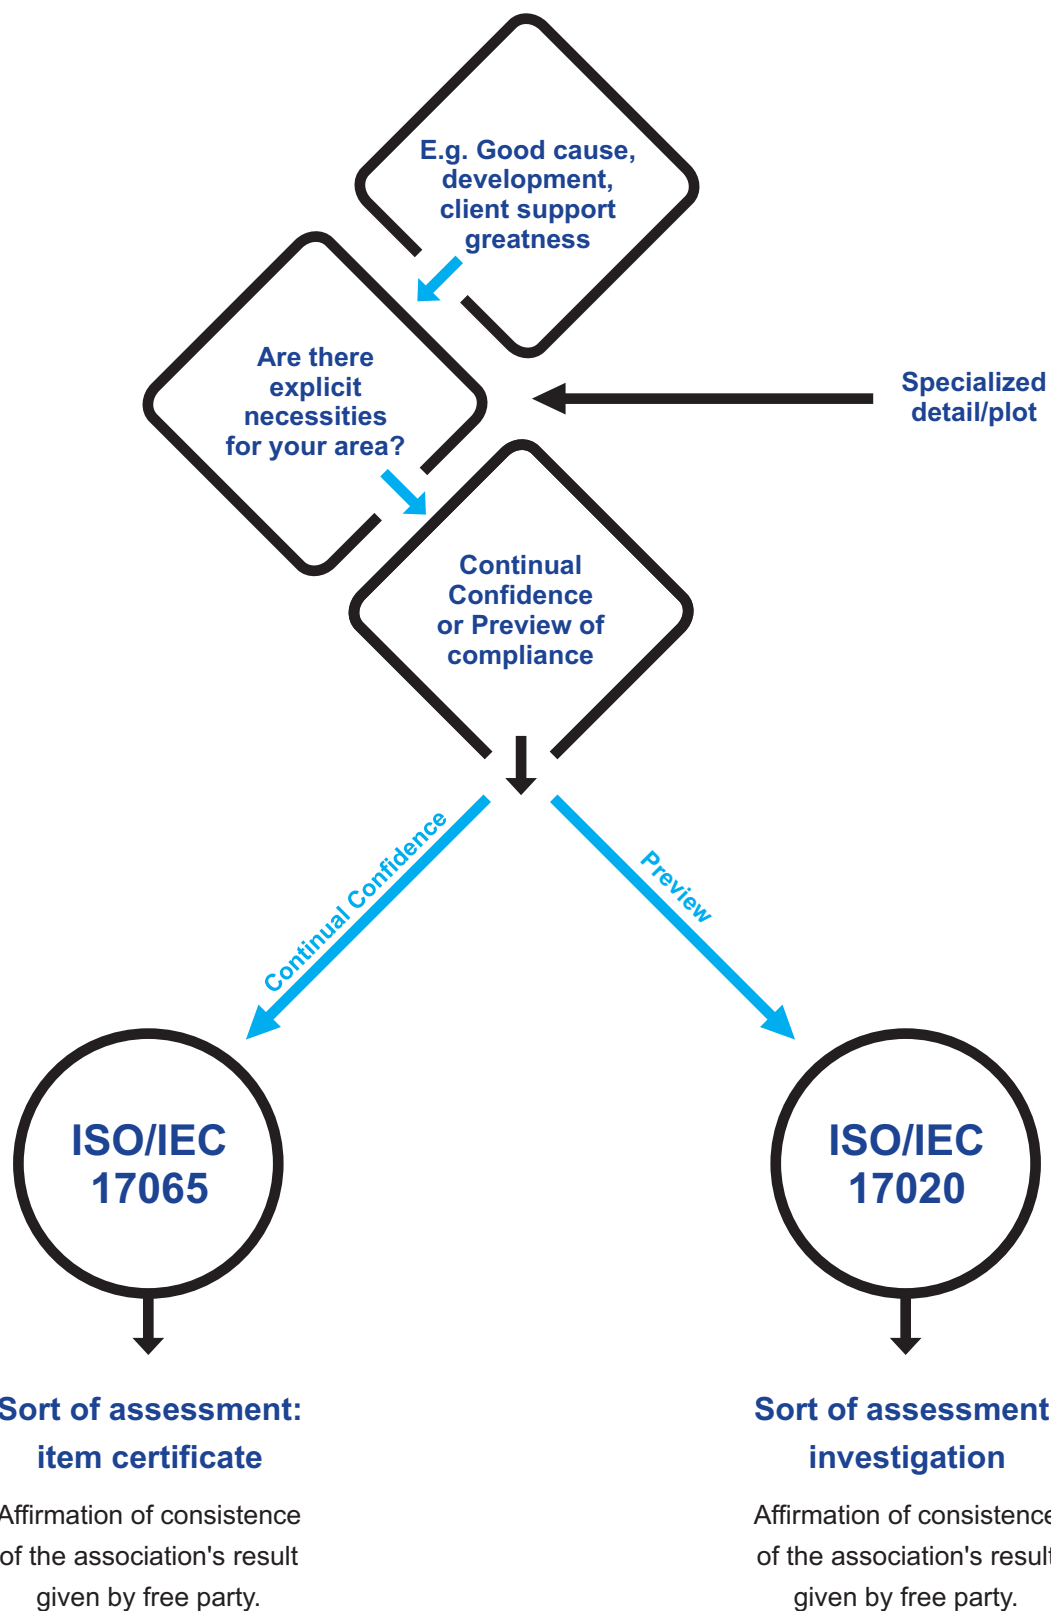 E.g. Good cause,
development,
client support
greatness
Are there
explicit
necessities
for your area?
Specialized
detail/plot
Continual
Confidence
or Preview of
compliance
Continual Confidence
Preview
ISO/IEC
17065
ISO/IEC
17020
Sort of assessment:
item certificate
Affirmation of consistence
of the association's result
given by free party.
Sort of assessment
investigation
Affirmation of consistence
of the association's result
given by free party.